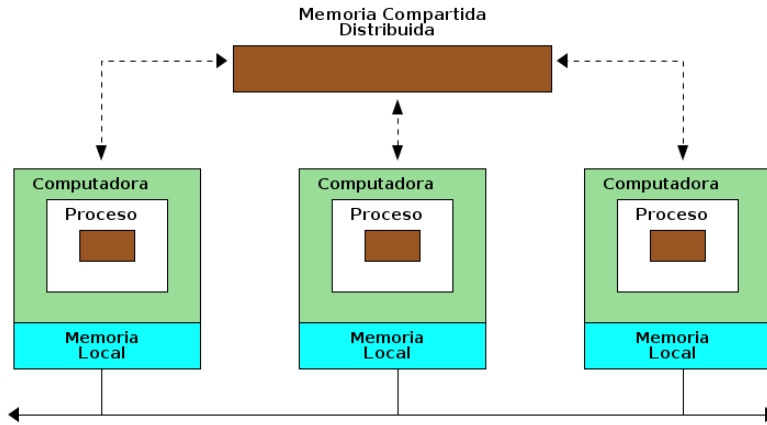 Memoria Compartida
Distribuida
Computadora
Proceso
Memoria
Local
Computadora
Proceso
Memoria
Local
Computadora
Proceso
Memoria
Local